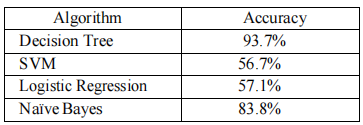 Algorithm Accuracy
Decision Tree 93.7%
SVM 56.7%
Logistic Regression 57.1%
Naïve Bayes 83.8%